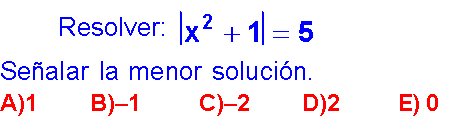 Resolver: |x² + 1| = 5
Señalar la menor solución.
A)1 B)–1 C)–2 D)2 E) 0